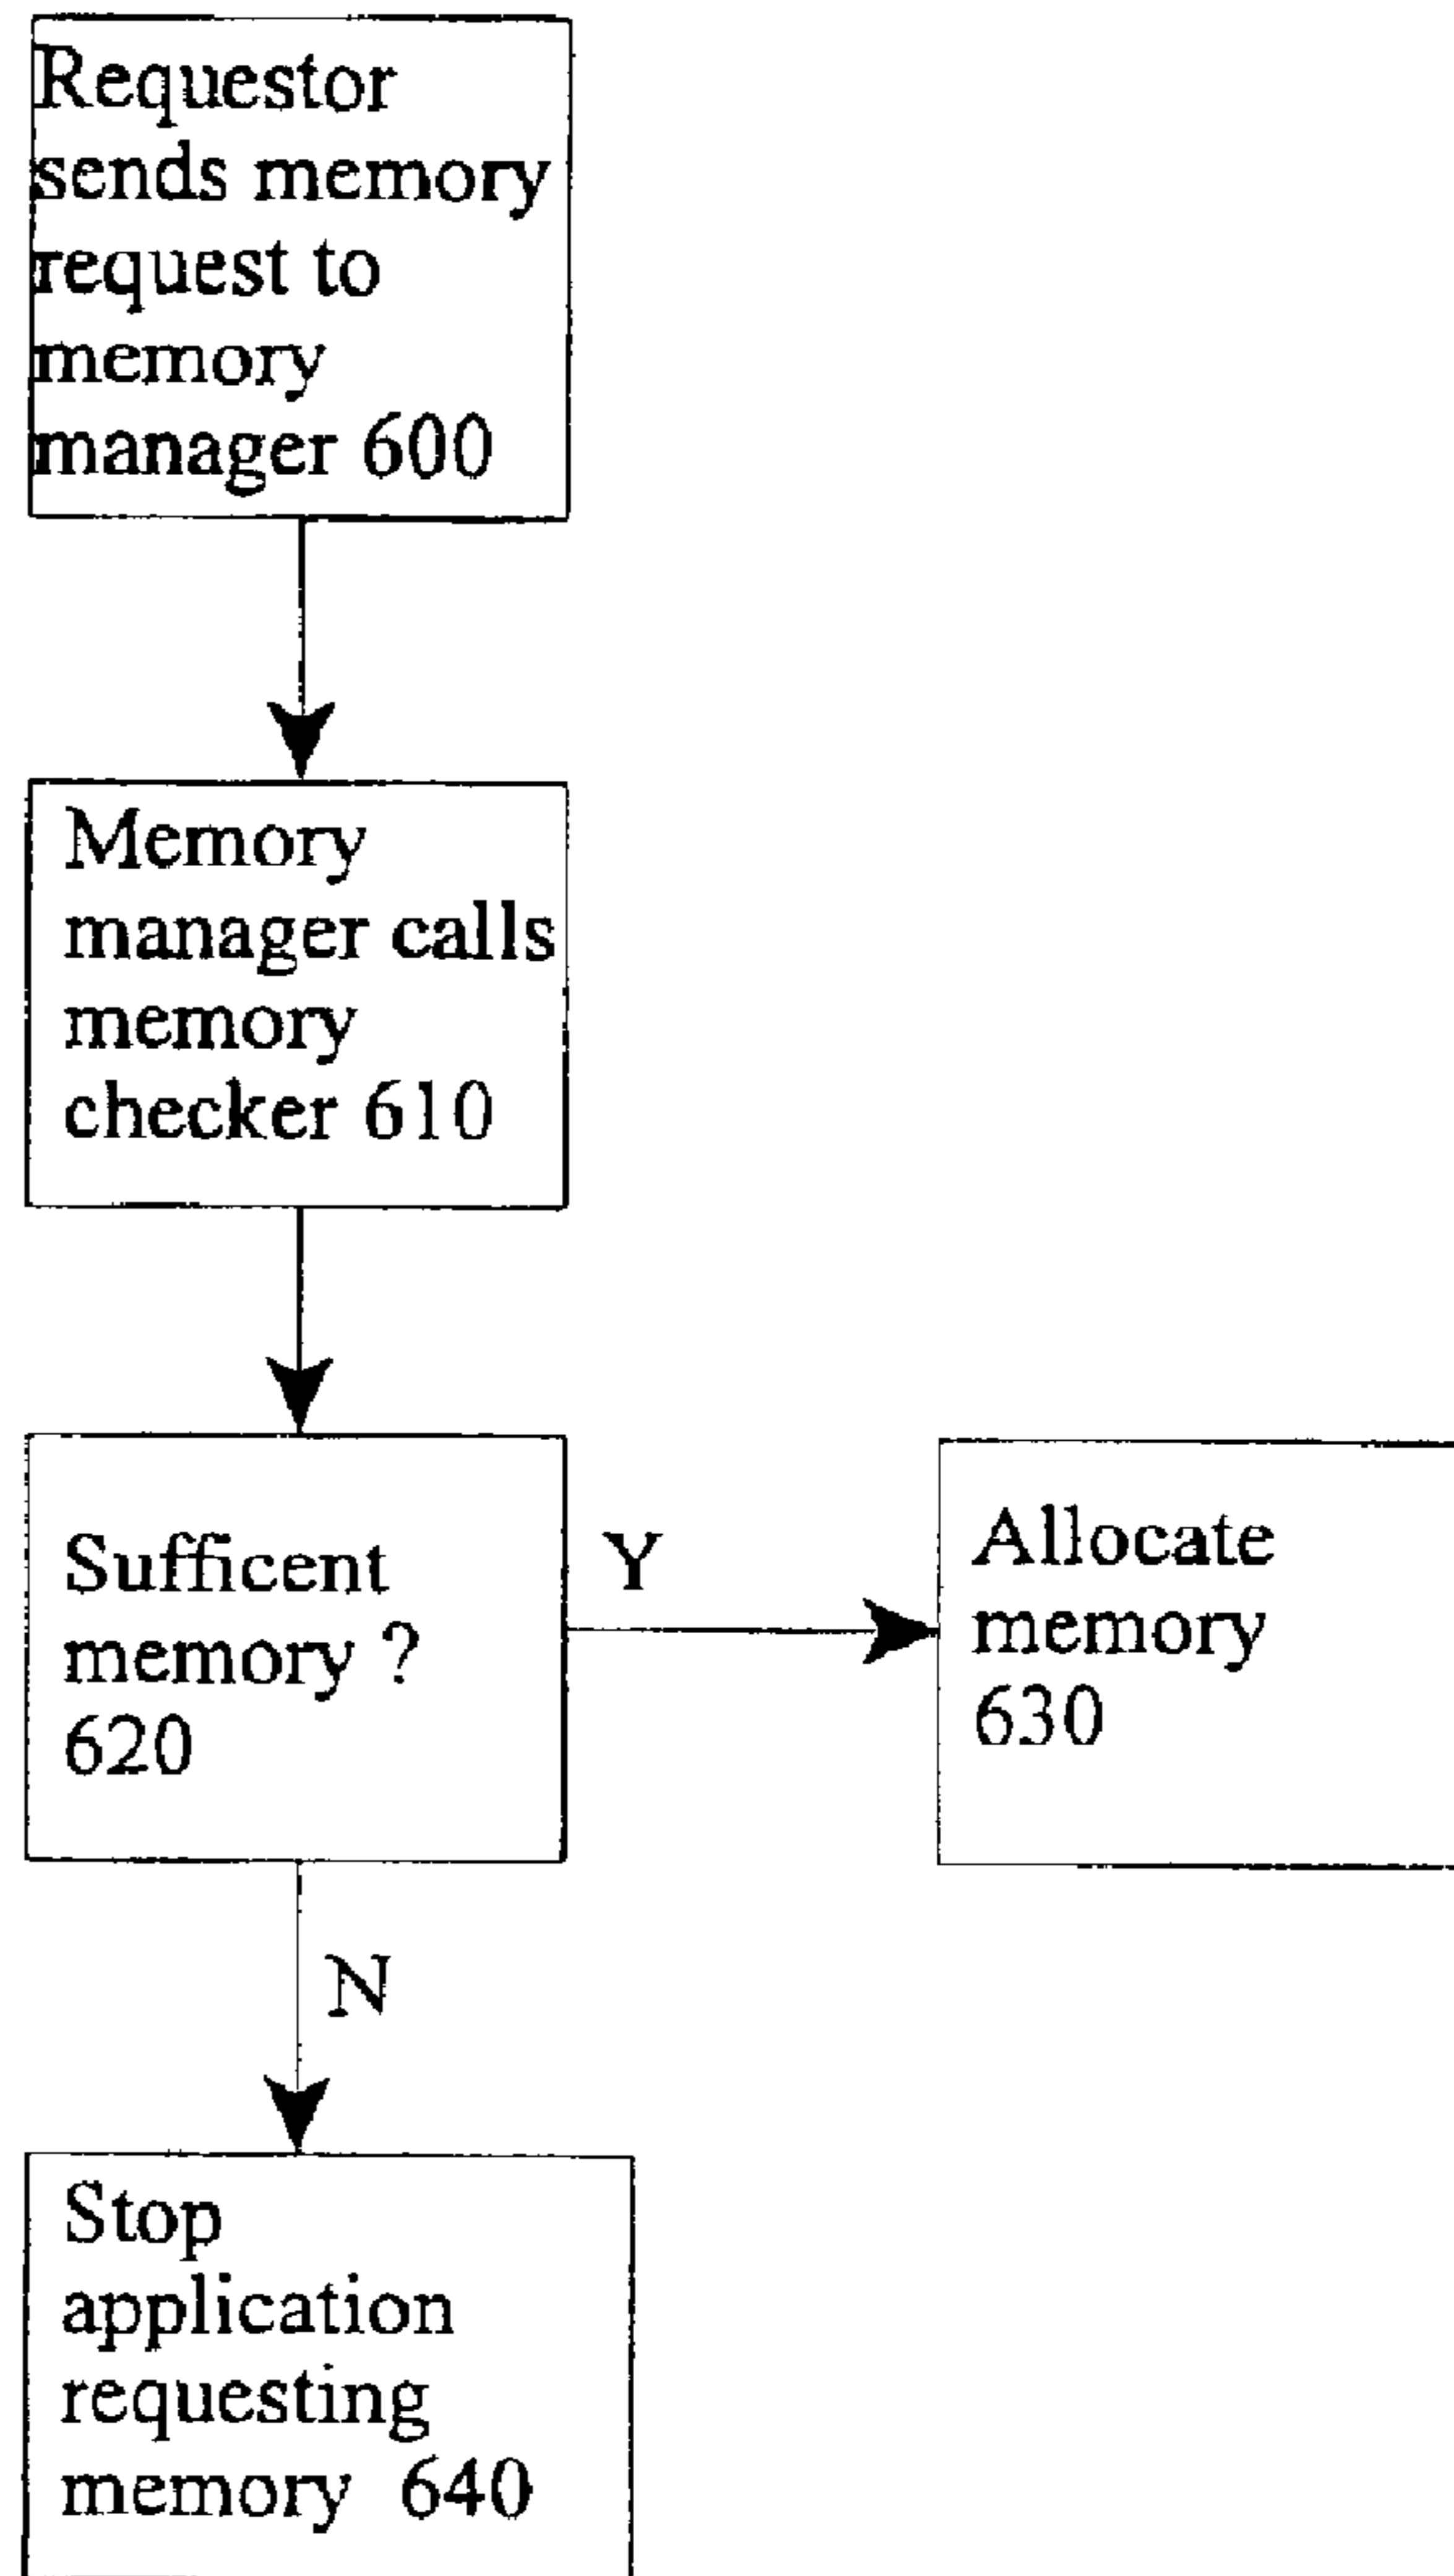 Requestor
sends memory
request to
memory
manager 600
Memory
manager calls
memory
checker 610
Sufficent
memory ?
620
Y
Allocate
memory
630
N
Stop
application
requesting
memory 640